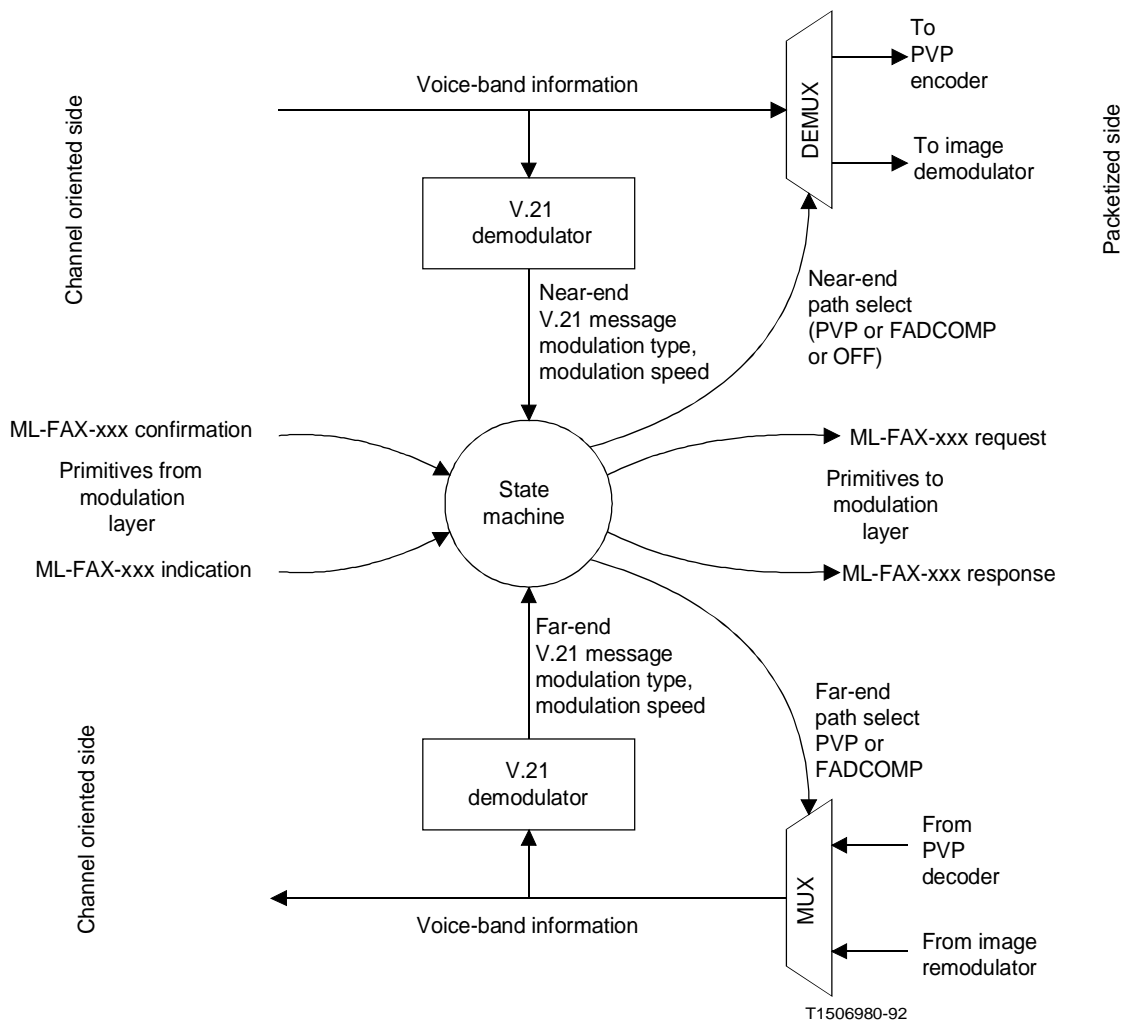 To
PVP
encoder
Voice-band information
DEMUX
To image
demodulator
Channel oriented side
Packetized side
V.21
demodulator
Near-end
V.21 message
modulation type,
modulation speed
Near-end
path select
(PVP or FADCOMP
or OFF)
ML-FAX-xxx confirmation
Primitives from
modulation
layer
ML-FAX-xxx indication
State
machine
ML-FAX-xxx request
Primitives to
modulation
layer
ML-FAX-xxx response
Far-end
V.21 message
modulation type,
modulation speed
Far-end
path select
PVP or
FADCOMP
Channel oriented side
V.21
demodulator
From
PVP
decoder
MUX
Voice-band information
From image
remodulator
T1506980-92